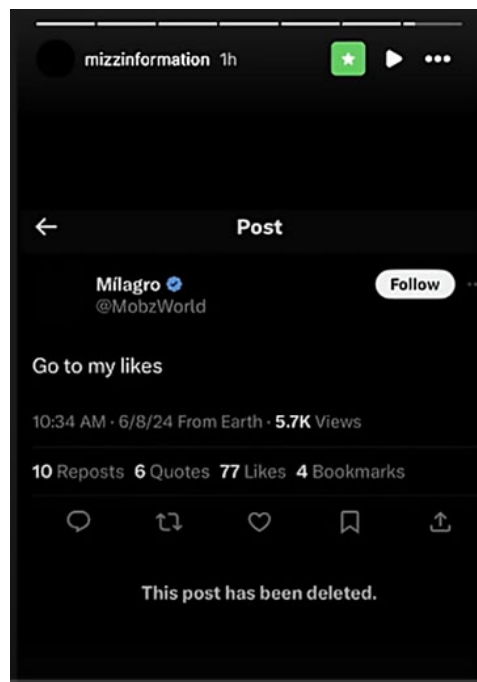 mizzinformation 1h
Post
Mílagro
Follow
@MobzWorld
Go to my likes
10:34 AM · 6/8/24 From Earth · 5.7K Views
10 Reposts 6 Quotes 77 Likes 4 Bookmarks
This post has been deleted.